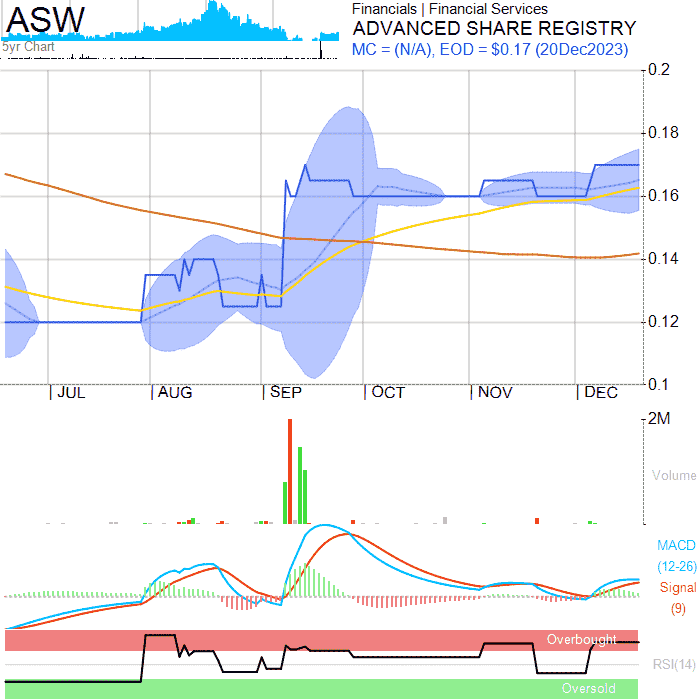 ASW
5yr Chart
Financials | Financial Services
ADVANCED SHARE REGISTRY
MC = (N/A), EOD = $0.17 (20Dec2023)
0.2
0.18
0.16
0.14
0.12
0.1
JUL
AUG
SEP
OCT
NOV
DEC
2M
Volume
MACD
(12-26)
Signal
(9)
Overbought
RSI(14)
Oversold